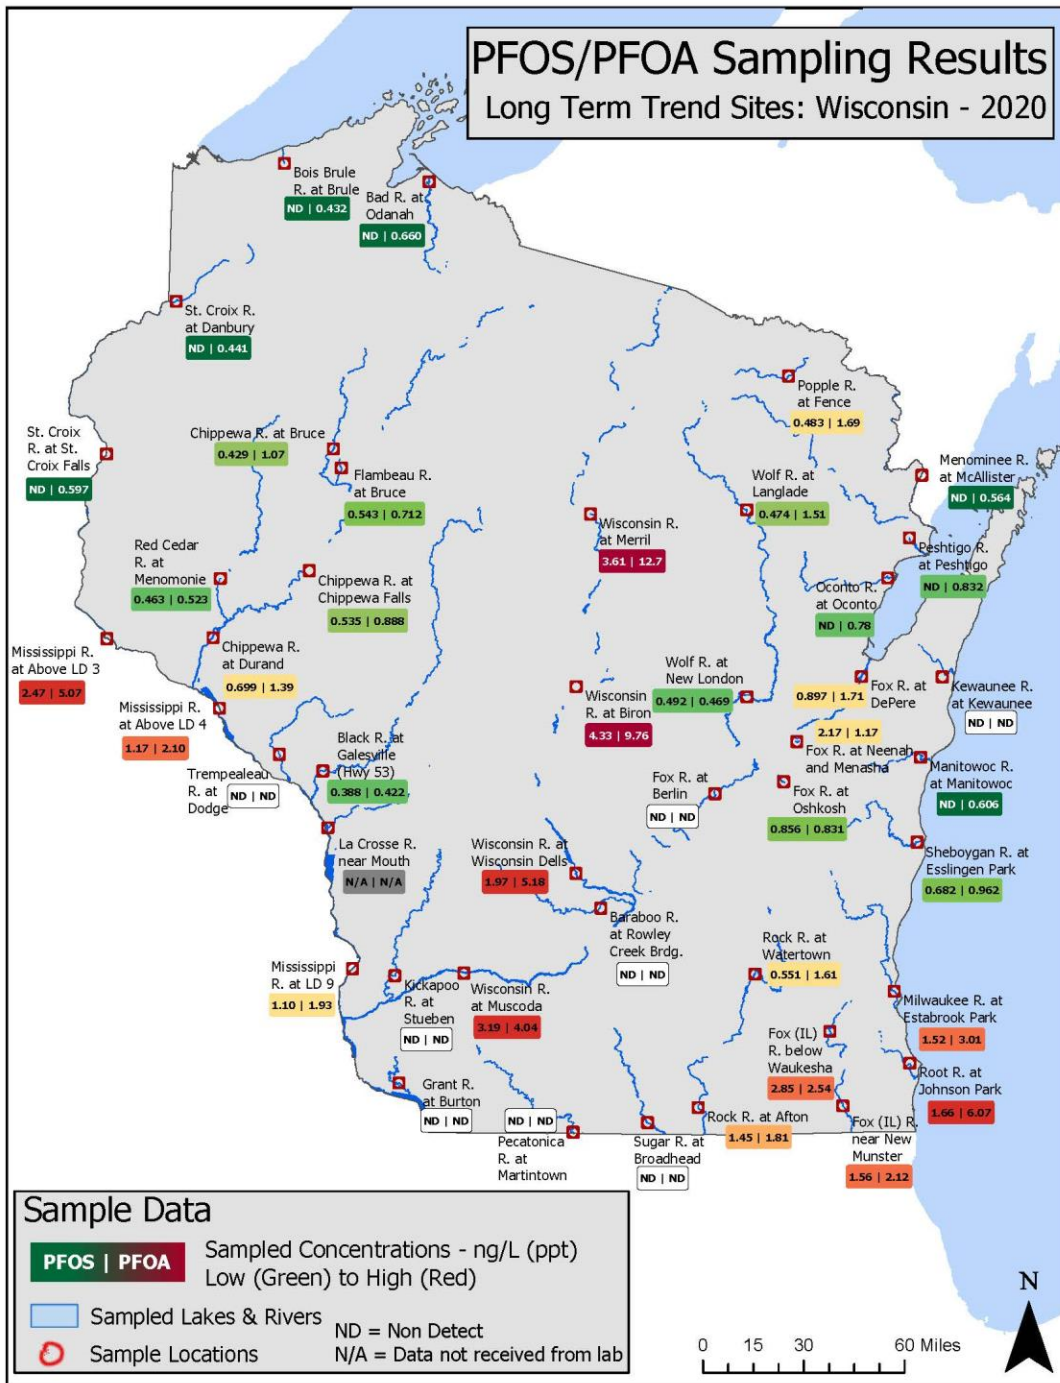 PFOS/PFOA Sampling Results
Long Term Trend Sites: Wisconsin - 2020
Bois Brule
R. at Brule
ND | 0.432
Bad R. at
Odanah
ND | 0.660
St. Croix R.
at Danbury
ND | 0.441
Popple R.
at Fence
0.483 | 1.69
St. Croix
R. at St.
Croix Falls
ND | 0.597
Chippewa R. at Bruce
0.429 | 1.07
Flambeau R.
at Bruce
0.543 | 0.712
Wolf R. at
Langlade
0.474 | 1.51
Menominee R.
at McAllister
ND | 0.564
Wisconsin R.
at Merril
3.61 | 12.7
Peshtigo R.
at Peshtigo
ND | 0.832
Red Cedar
R. at
Menomonie
0.463 | 0.523
Chippewa R. at
Chippewa Falls
0.535 | 0.888
Oconto R.
at Oconto
ND | 0.78
Mississippi R.
at Above LD 3
2.47 | 5.07
Chippewa R.
at Durand
0.699 | 1.39
Wolf R. at
New London
0.492 | 0.469
Fox R. at
DePere
0.897 | 1.71
Kewaunee R.
at Kewaunee
ND | ND
Mississippi R.
at Above LD 4
1.17 | 2.10
Wisconsin
R. at Biron
4.33 | 9.76
2.17 | 1.17
Fox R. at Neenah
and Menasha
Trempealeau
R. at
Dodge
ND | ND
Black R. at
Galesville
(Hwy 53)
0.388 | 0.422
Fox R. at
Berlin
ND | ND
Fox R. at
Oshkosh
0.856 | 0.831
Manitowoc R.
at Manitowoc
ND | 0.606
La Crosse R.
near Mouth
N/A | N/A
Wisconsin R. at
Wisconsin Dells
1.97 | 5.18
Sheboygan R. at
Esslingen Park
0.682 | 0.962
Baraboo R.
at Rowley
Creek Brdg.
ND | ND
Rock R. at
Watertown
0.551 | 1.61
Mississippi
R. at LD 9
1.10 | 1.93
Kickapoo
R. at
Stueben
ND | ND
Wisconsin R.
at Muscoda
3.19 | 4.04
Milwaukee R. at
Estabrook Park
1.52 | 3.01
Fox (IL)
R. below
Waukesha
2.85 | 2.54
Root R. at
Johnson Park
1.66 | 6.07
Grant R.
at Burton
ND | ND
ND | ND
Pecatonica
R. at
Martintown
Sugar R. at
Broadhead
ND | ND
Rock R. at Afton
1.45 | 1.81
Fox (IL) R.
near New
Munster
1.56 | 2.12
Sample Data
PFOS | PFOA
Sampled Concentrations - ng/L (ppt)
Low (Green) to High (Red)
Sampled Lakes & Rivers
Sample Locations
ND = Non Detect
N/A = Data not received from lab
N
0 15 30 60 Miles